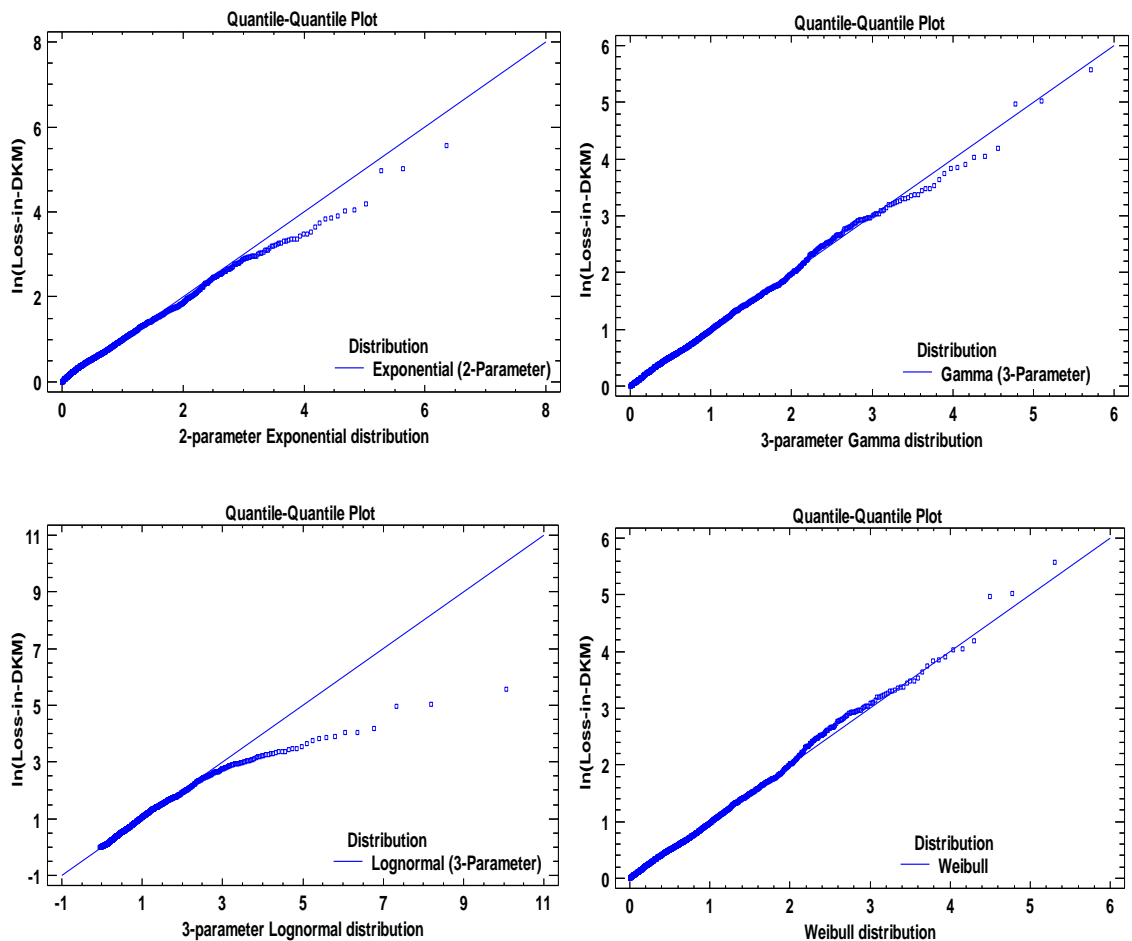 Quantile-Quantile Plot
8
6
4
2
0
ln(Loss-in-DKM)
Distribution
Exponential (2-Parameter)
0 2 4 6 8
2-parameter Exponential distribution
Quantile-Quantile Plot
6
5
4
3
2
1
0
ln(Loss-in-DKM)
Distribution
Gamma (3-Parameter)
0 1 2 3 4 5 6
3-parameter Gamma distribution
Quantile-Quantile Plot
11
9
7
5
3
1
-1
ln(Loss-in-DKM)
Distribution
Lognormal (3-Parameter)
-1 1 3 5 7 9 11
3-parameter Lognormal distribution
Quantile-Quantile Plot
6
5
4
3
2
1
0
ln(Loss-in-DKM)
Distribution
Weibull
0 1 2 3 4 5 6
Weibull distribution